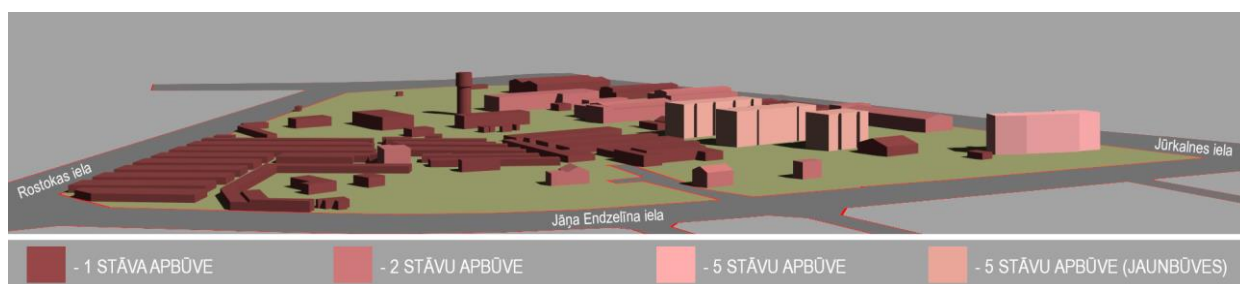 Rostokas iela
Jūrkalnes iela
Jāņa Endzelīna iela
- 1 STĀVA APBŪVE
- 2 STĀVU APBŪVE
- 5 STĀVU APBŪVE
- 5 STĀVU APBŪVE (JAUNBŪVES)